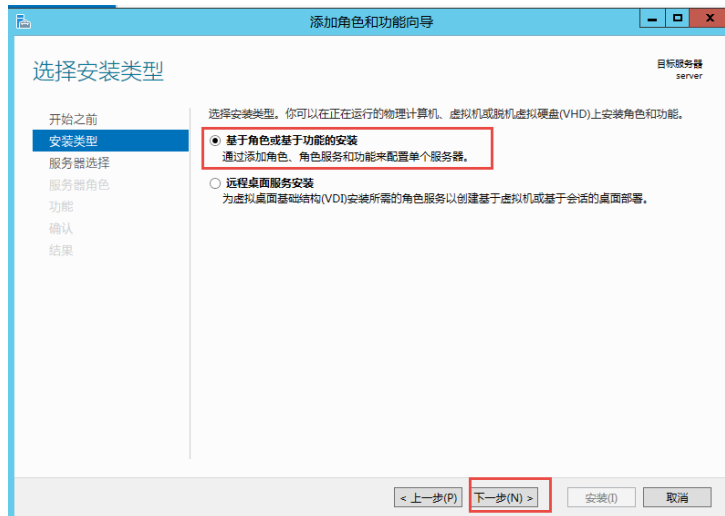 添加角色和功能向导
选择安装类型
目标服务器
server
开始之前
安装类型
服务器选择
服务器角色
功能
确认
结果
选择安装类型。你可以在正在运行的物理计算机、虚拟机或脱机虚拟硬盘(VHD)上安装角色和功能。
基于角色或基于功能的安装
通过添加角色、角色服务和功能来配置单个服务器。
远程桌面服务安装
为虚拟桌面基础结构(VDI)安装所需的角色服务以创建基于虚拟机或基于会话的桌面部署。
< 上一步(P) 下一步(N) > 安装(I) 取消